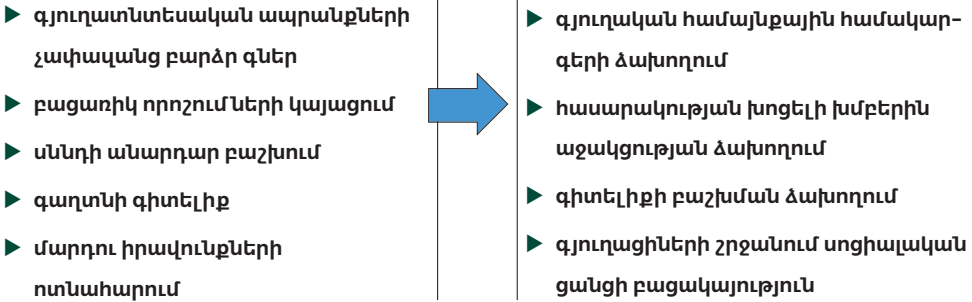 ▶ գյուղատնտեսական ապրանքների
չափավանց բարձր գներ
▶ բացառիկ որոշումների կայացում
▶ սննդի անարդար բաշխում
▶ գաղտնի գիտելիք
▶ մարդու իրավունքների
ոտնահարում
▶ գյուղական համայնքային համակար-
գերի ձախողում
▶ հասարակության խոցելի խմբերին
աջակցության ձախողում
▶ գիտելիքի բաշխման ձախողում
▶ գյուղացիների շրջանում սոցիալական
ցանցի բացակայություն